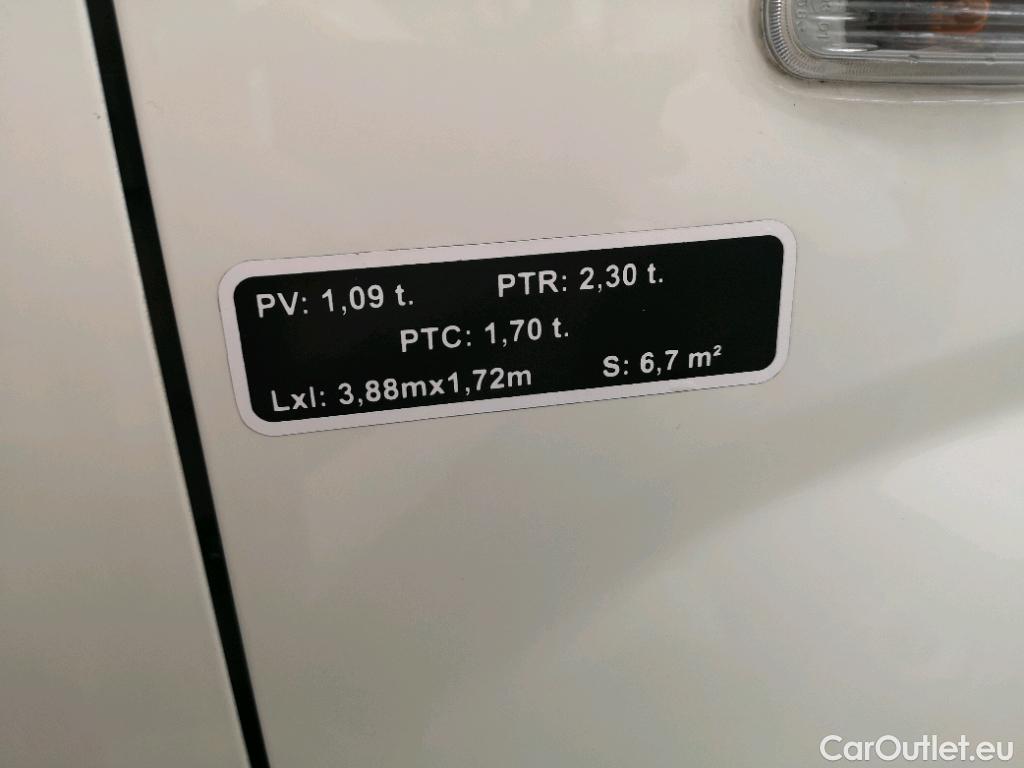 PV: 1,09 t. PTR: 2,30 t.
PTC: 1,70 t.
Lxl: 3,88mx1,72m S: 6,7 m²
CarOutlet.eu